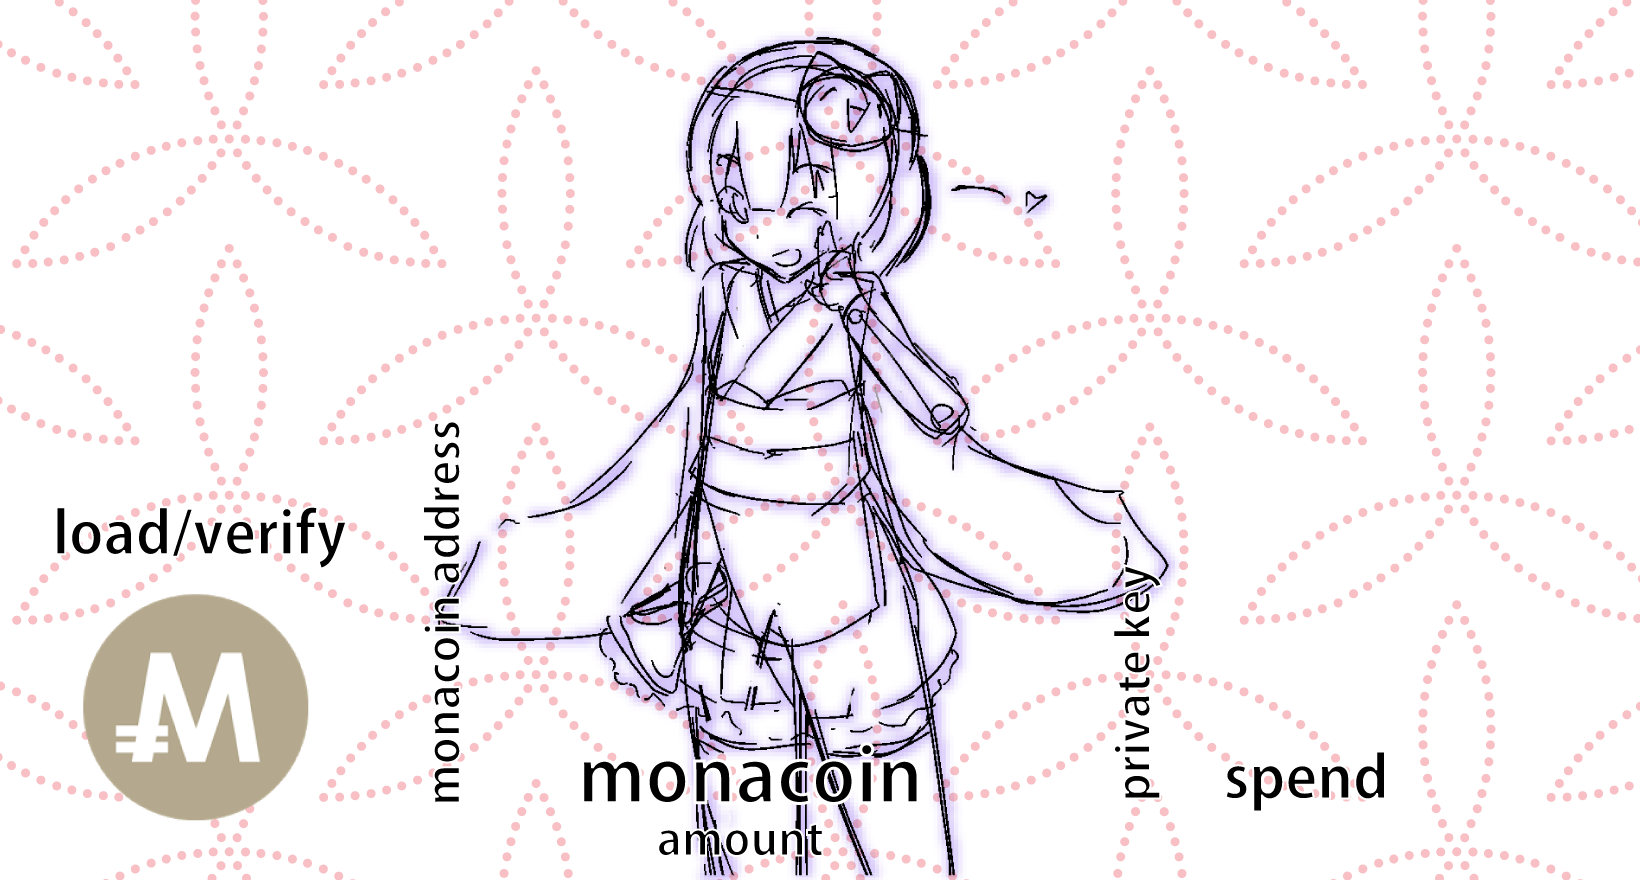 load/verify
monacoin address
monacoin
amount
private key
spend